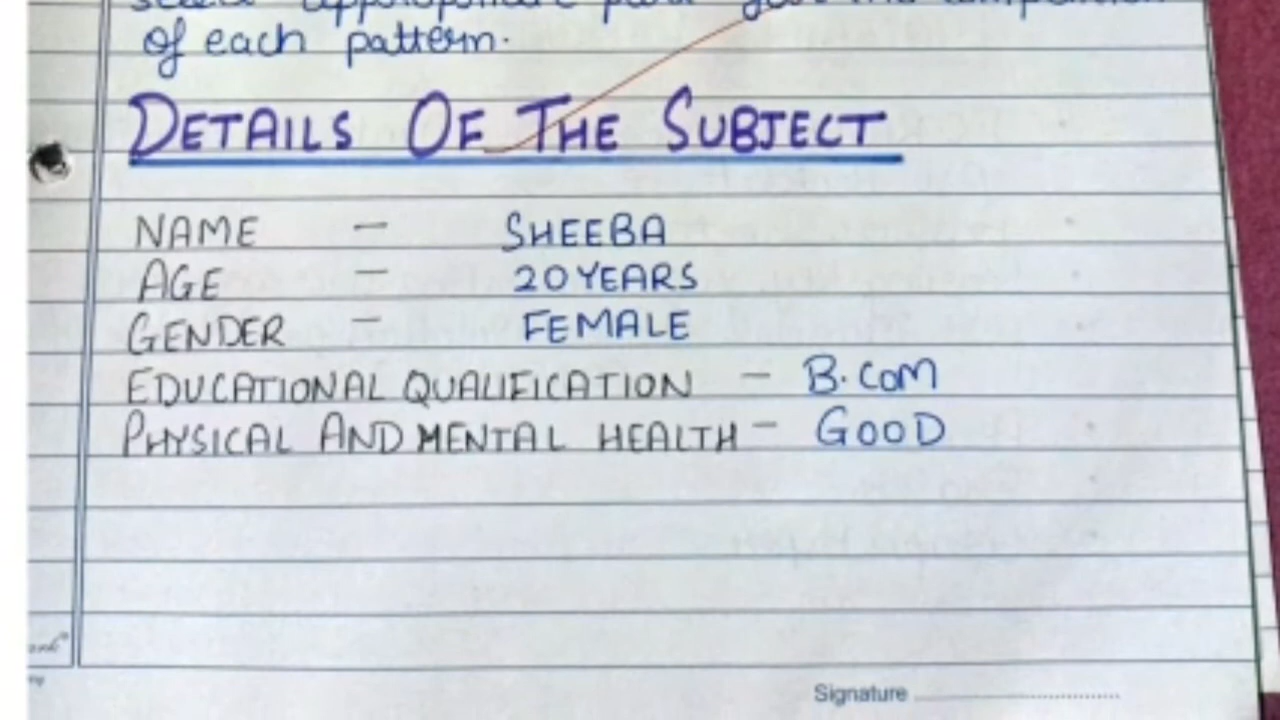 of each pattern.
DETAILS OF THE SUBJECT
NAME - SHEEBA
AGE - 20 YEARS
GENDER - FEMALE
EDUCATIONAL QUALIFICATION - B.COM
PHYSICAL AND MENTAL HEALTH - GOOD
Signature